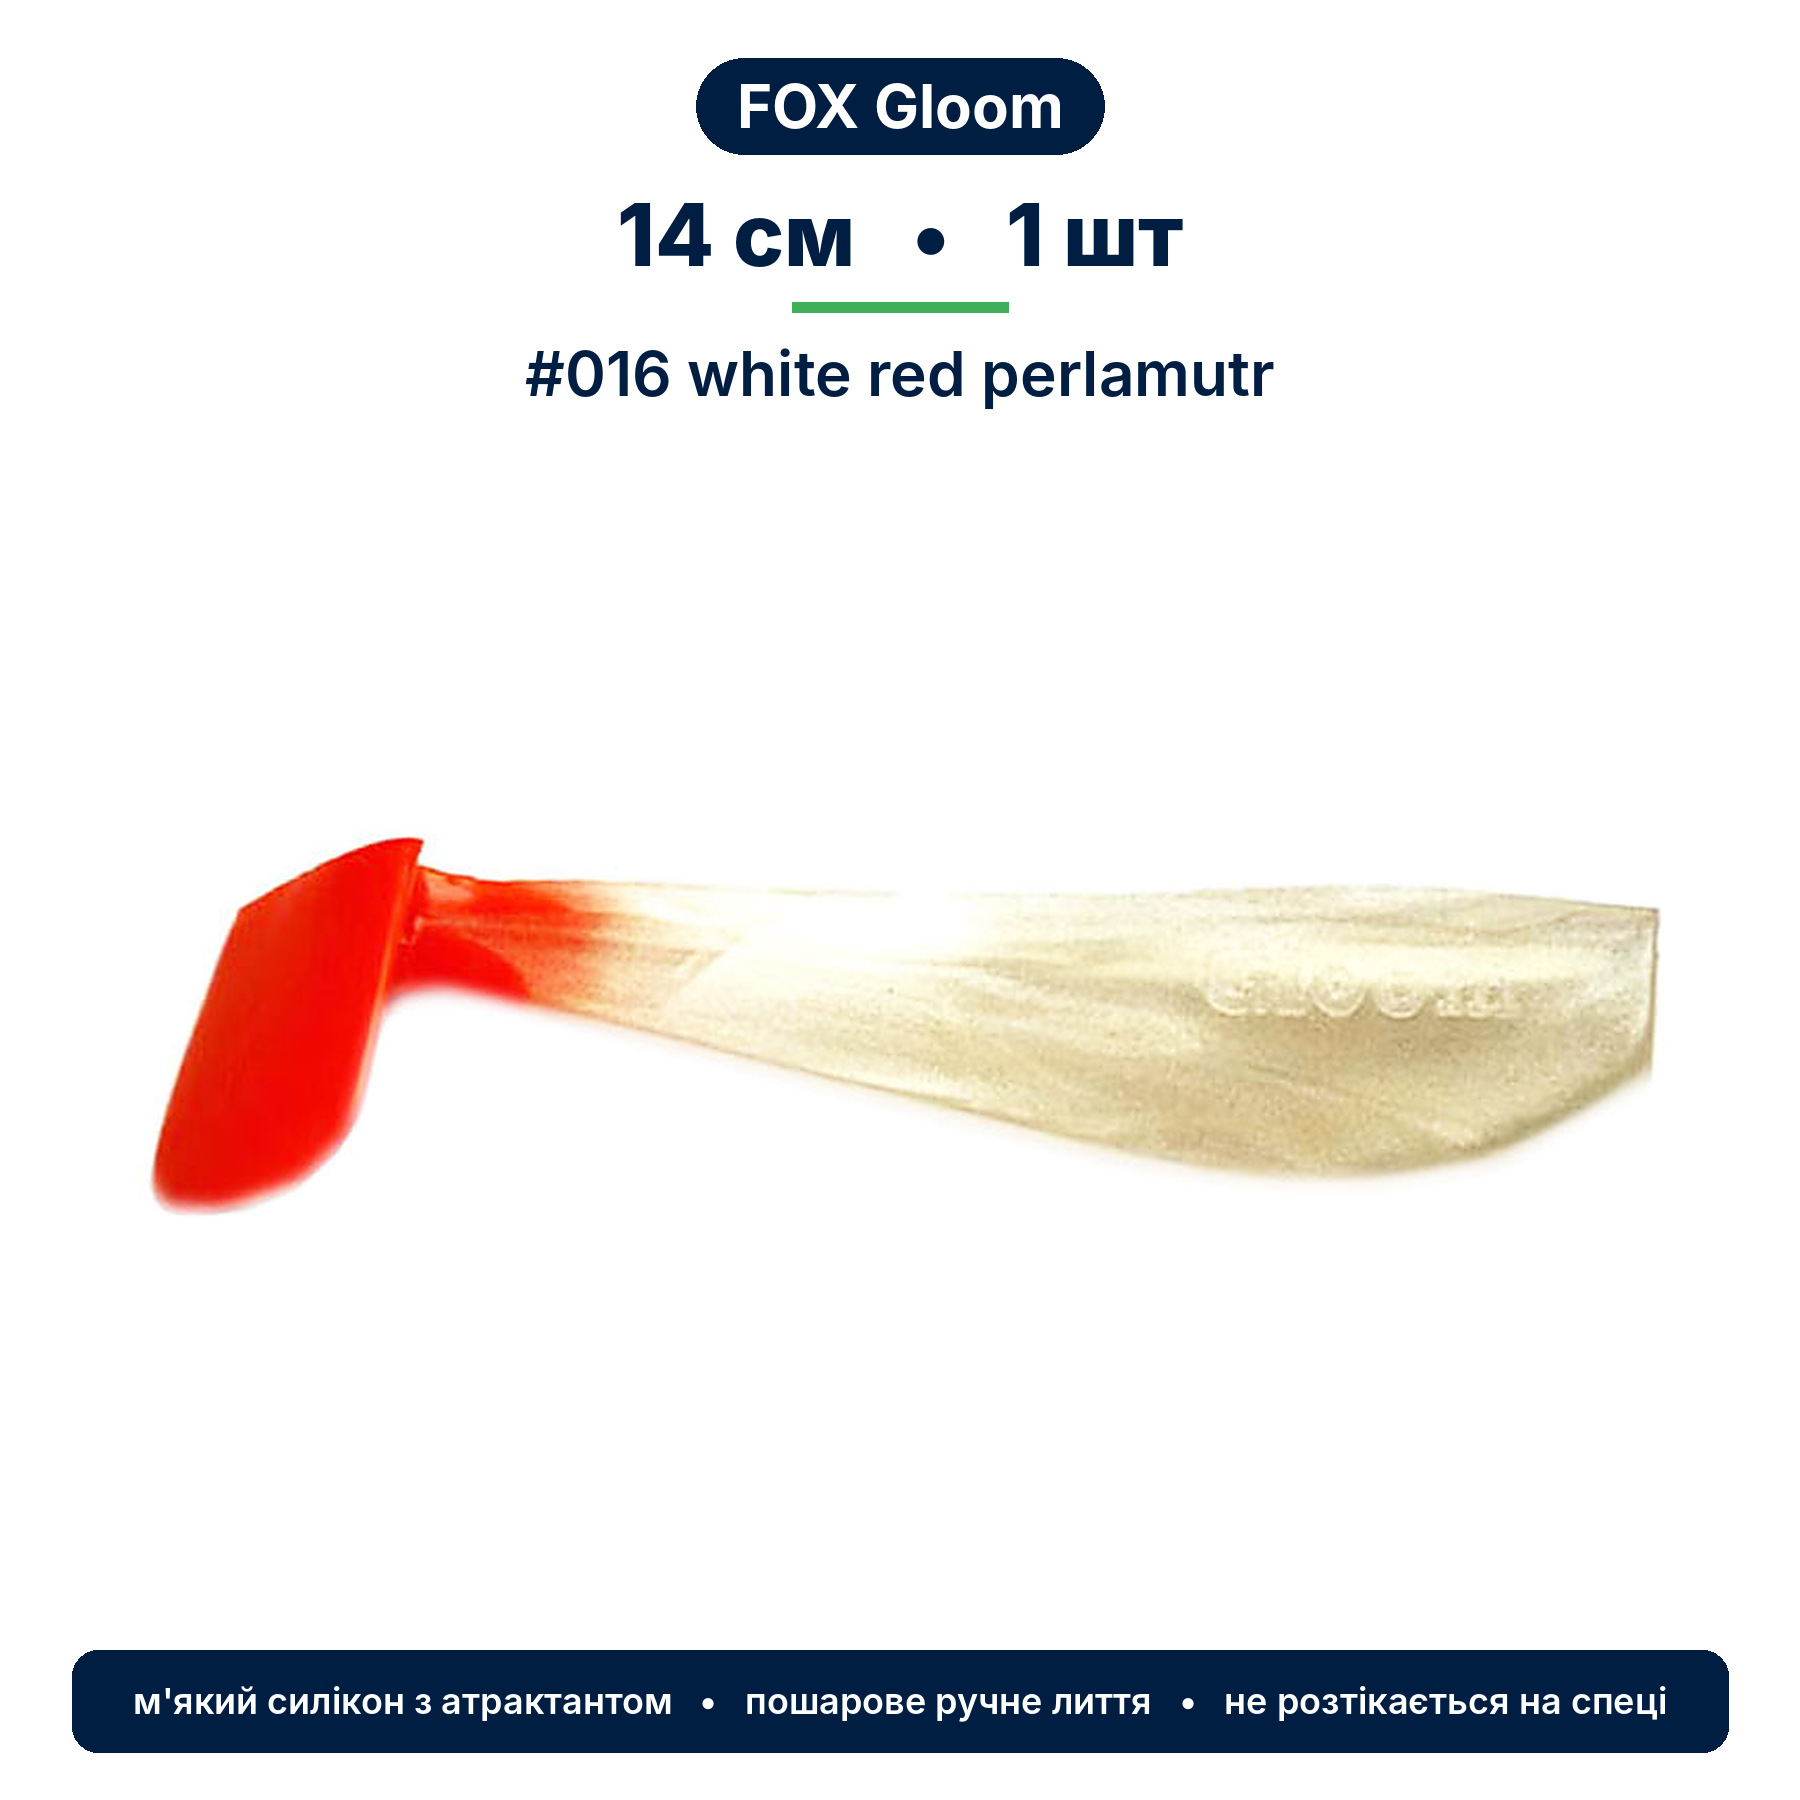 FOX Gloom
14 см • 1 шт
#016 white red perlamutr
Gloom
м'який силікон з атрактантом • пошарове ручне лиття • не розтікається на спеці